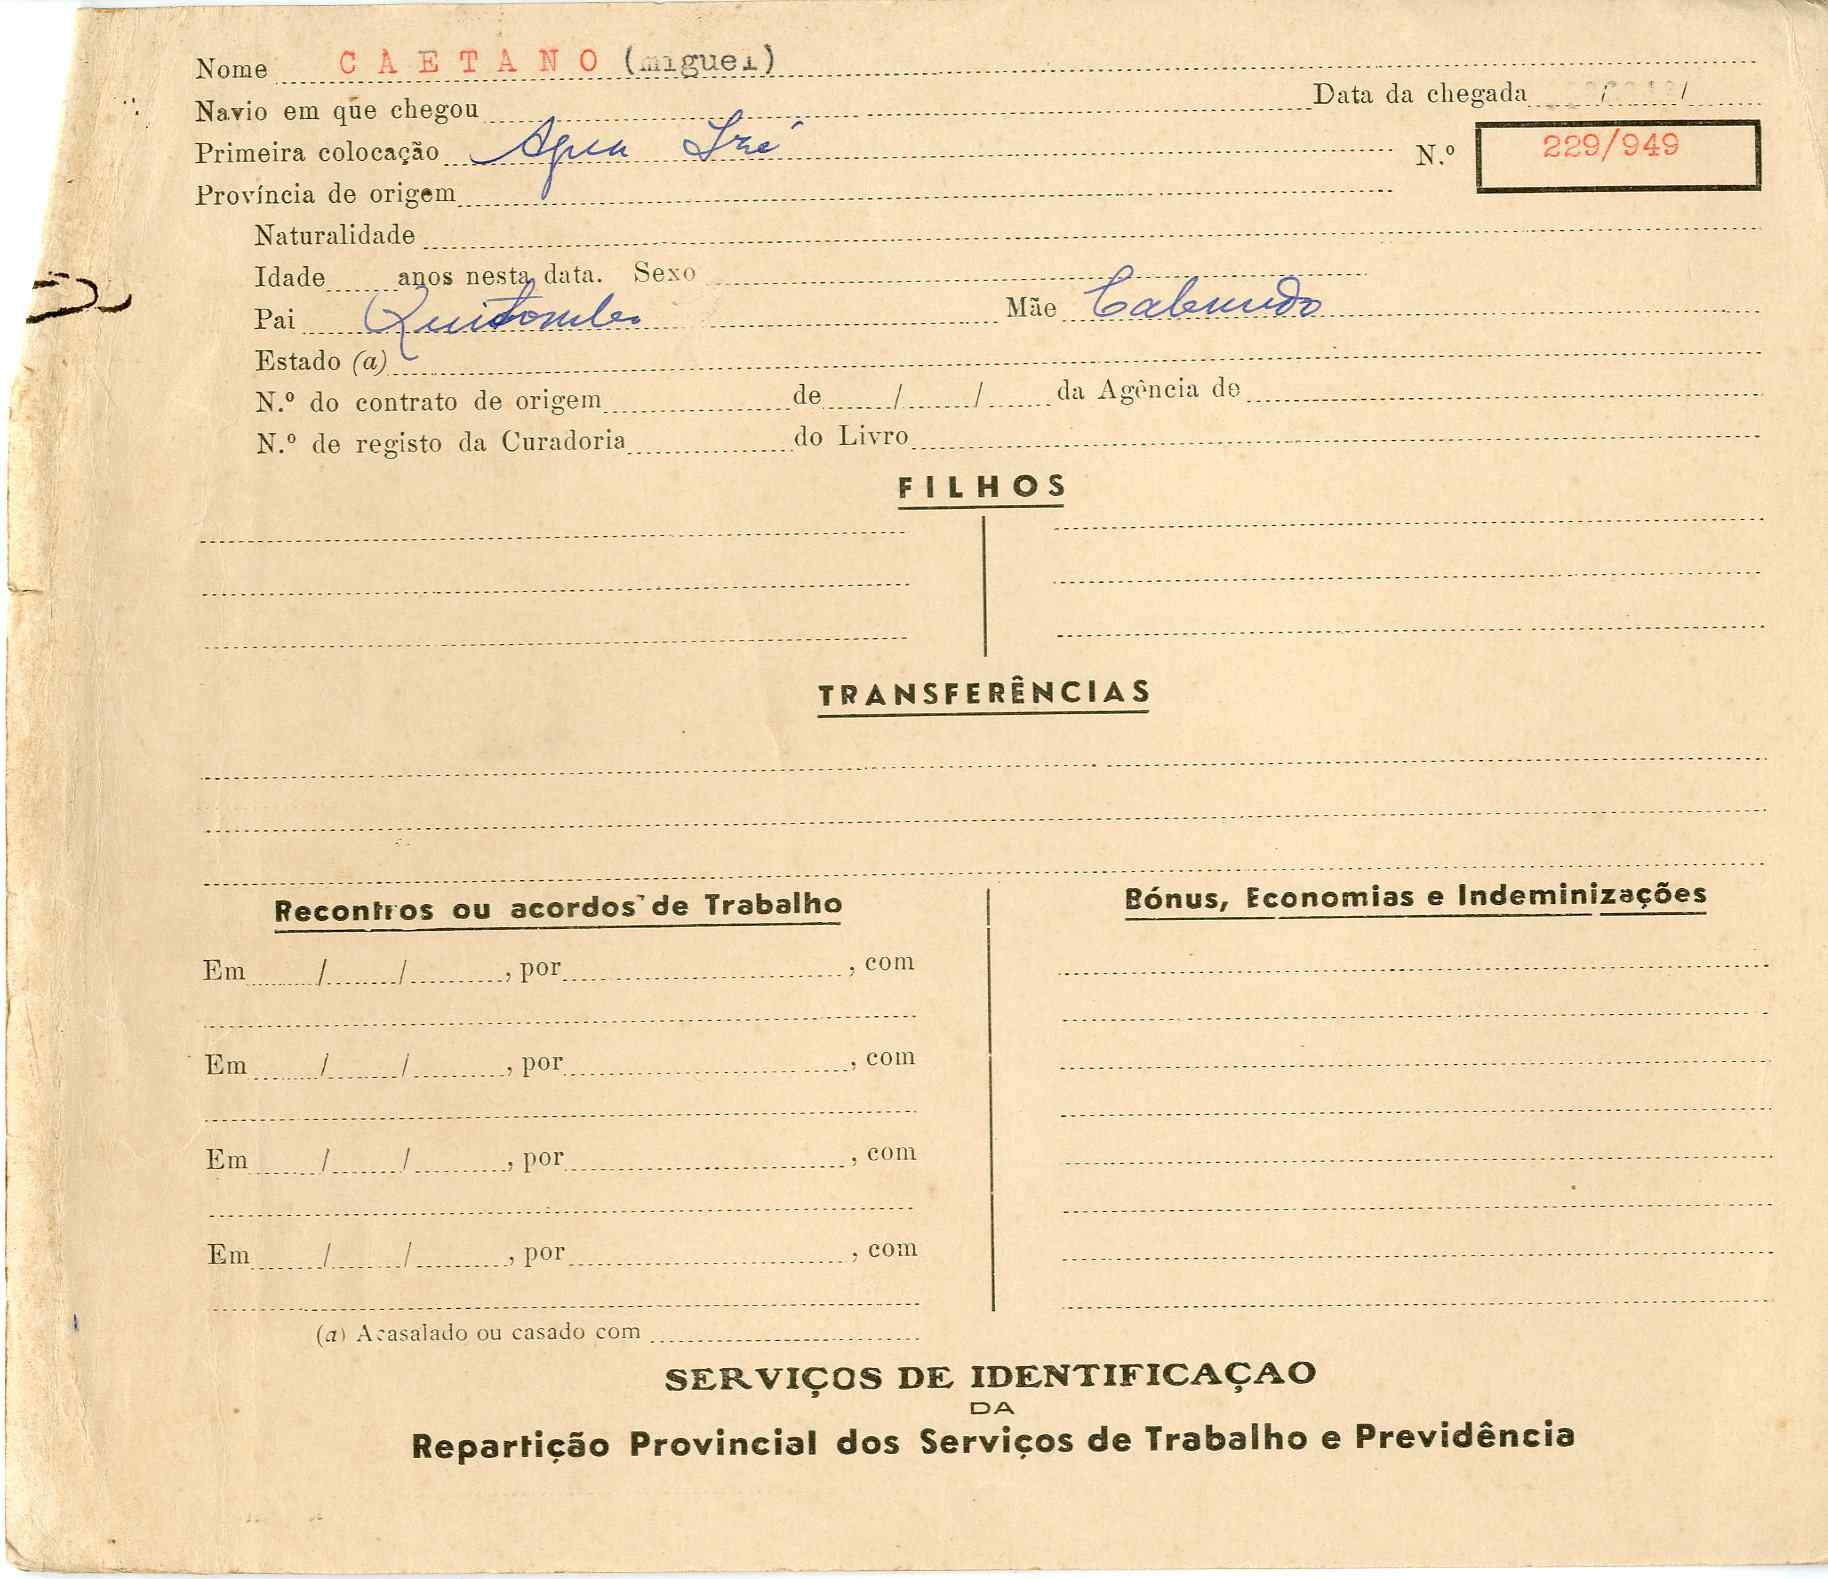 Nome CAETANO (miguel)
Navio em que chegou Data da chegada / /
Primeira colocação Agua Izé N.º 229/949
Província de origem
Naturalidade
Idade anos nesta data. Sexo
Pai Quitombe Mãe Cabundo
Estado (a)
N.º do contrato de origem de / / da Agência de
N.º de registo da Curadoria do Livro
FILHOS
TRANSFERÊNCIAS
Recontros ou acordos de Trabalho
Bónus, Economias e Indeminizações
Em / / , por , com
Em / / , por , com
Em / / , por , com
Em / / , por , com
(a) Acasalado ou casado com
SERVIÇOS DE IDENTIFICAÇAO
DA
Repartição Provincial dos Serviços de Trabalho e Previdência